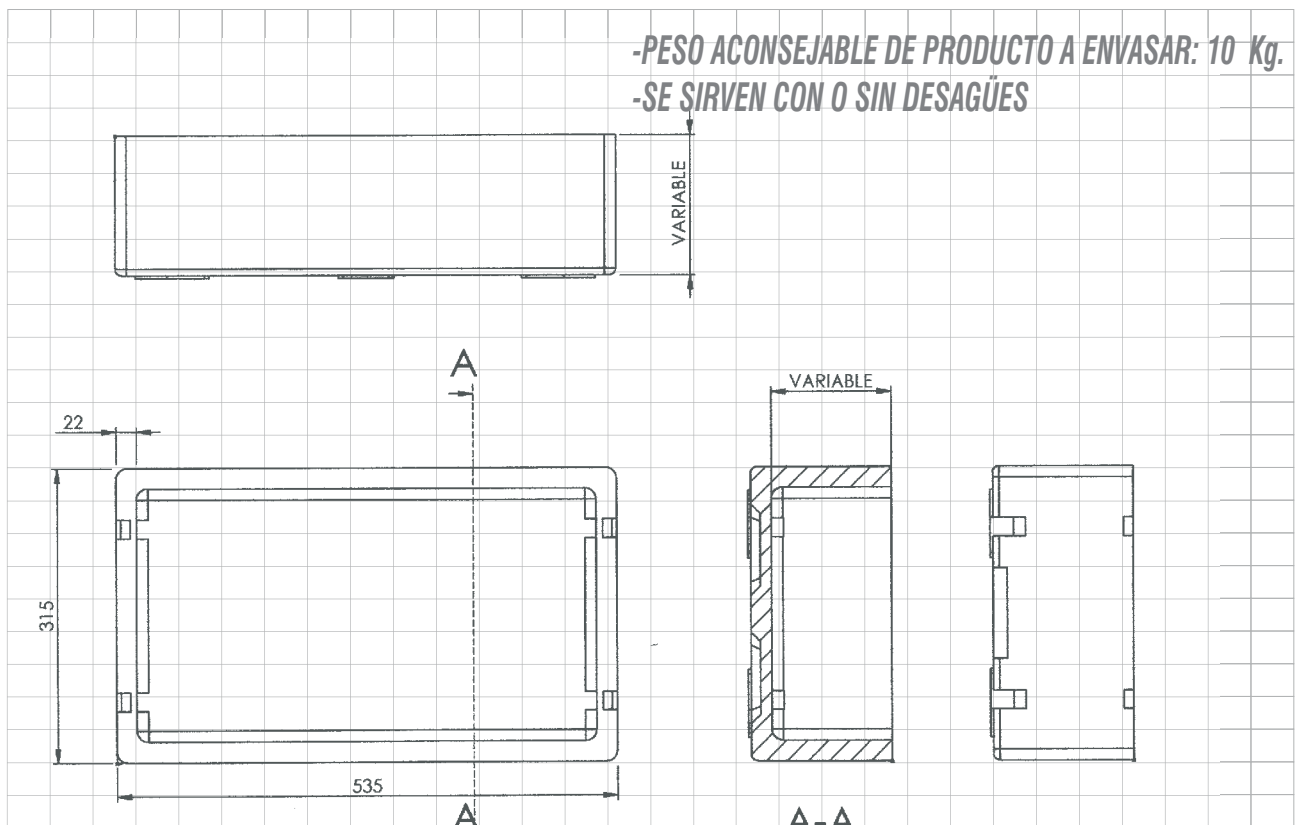 -PESO ACONSEJABLE DE PRODUCTO A ENVASAR: 10 Kg.
-SE SIRVEN CON O SIN DESAGÜES
VARIABLE
A
VARIABLE
22
315
535
A
A-A